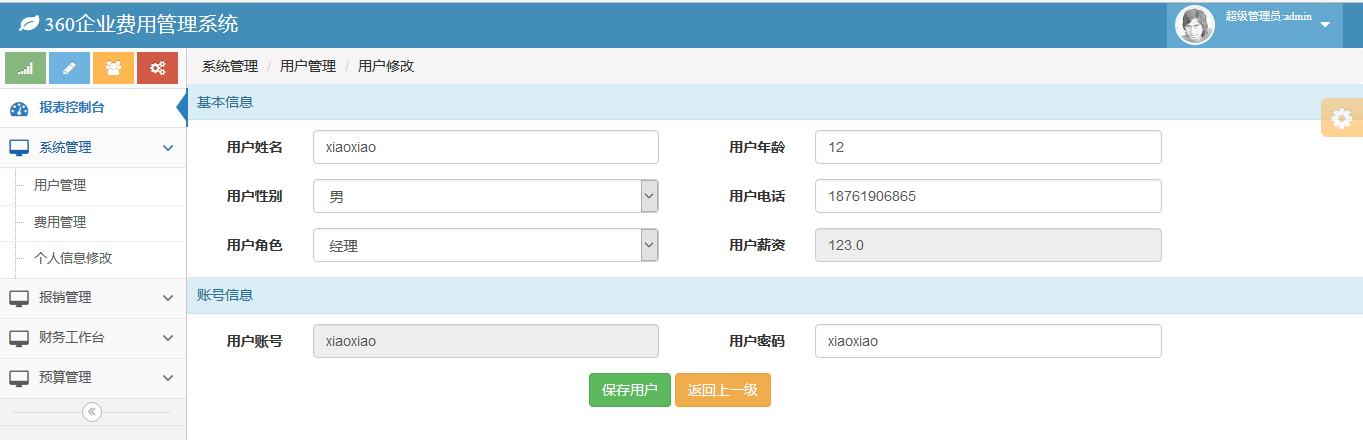 360企业费用管理系统
超级管理员:admin
系统管理 / 用户管理 / 用户修改
报表控制台
系统管理
用户管理
费用管理
个人信息修改
报销管理
财务工作台
预算管理
基本信息
用户姓名 xiaoxiao 用户年龄 12
用户性别 男 用户电话 18761906865
用户角色 经理 用户薪资 123.0
账号信息
用户账号 xiaoxiao 用户密码 xiaoxiao
保存用户 返回上一级